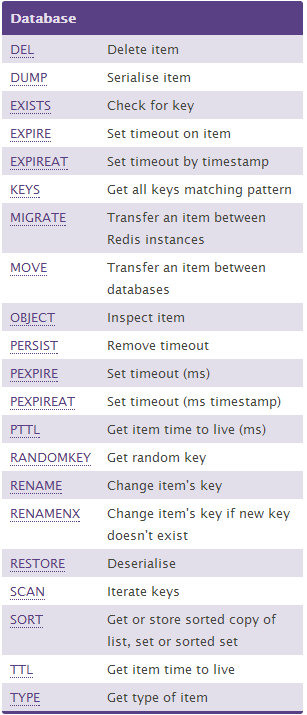 Database
DEL Delete item
DUMP Serialise item
EXISTS Check for key
EXPIRE Set timeout on item
EXPIREAT Set timeout by timestamp
KEYS Get all keys matching pattern
MIGRATE Transfer an item between
Redis instances
MOVE Transfer an item between
databases
OBJECT Inspect item
PERSIST Remove timeout
PEXPIRE Set timeout (ms)
PEXPIREAT Set timeout (ms timestamp)
PTTL Get item time to live (ms)
RANDOMKEY Get random key
RENAME Change item's key
RENAMENX Change item's key if new key
doesn't exist
RESTORE Deserialise
SCAN Iterate keys
SORT Get or store sorted copy of
list, set or sorted set
TTL Get item time to live
TYPE Get type of item